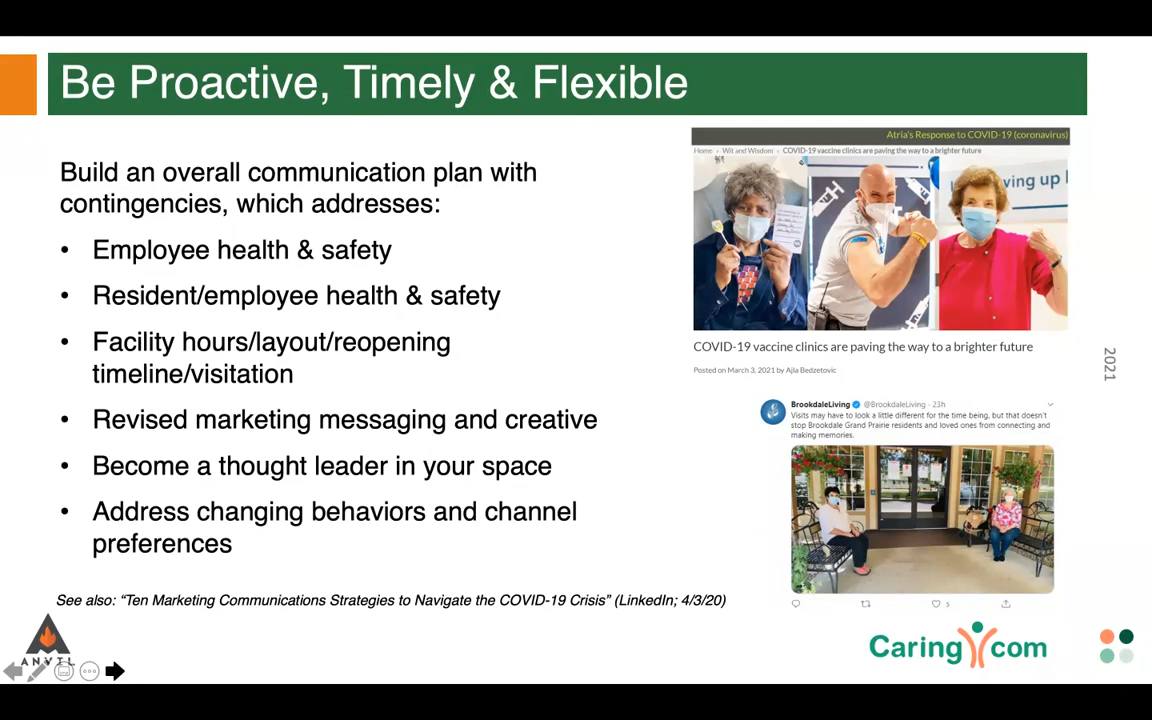 Be Proactive, Timely & Flexible
Build an overall communication plan with
contingencies, which addresses:
• Employee health & safety
• Resident/employee health & safety
• Facility hours/layout/reopening
timeline/visitation
• Revised marketing messaging and creative
• Become a thought leader in your space
• Address changing behaviors and channel
preferences
See also: “Ten Marketing Communications Strategies to Navigate the COVID-19 Crisis” (LinkedIn; 4/3/20)
Atria's Response to COVID-19 (coronavirus)
Home › Wit and Wisdom › COVID-19 vaccine clinics are paving the way to a brighter future
ving up
COVID-19 vaccine clinics are paving the way to a brighter future
Posted on March 3, 2021 by Ajla Bedzetovic
BrookdaleLiving @BrookdaleLiving · 23h
Visits may have to look a little different for the time being, but that doesn't
stop Brookdale Grand Prairie residents and loved ones from connecting and
making memories.
5
2021
ANVIL
Caring com